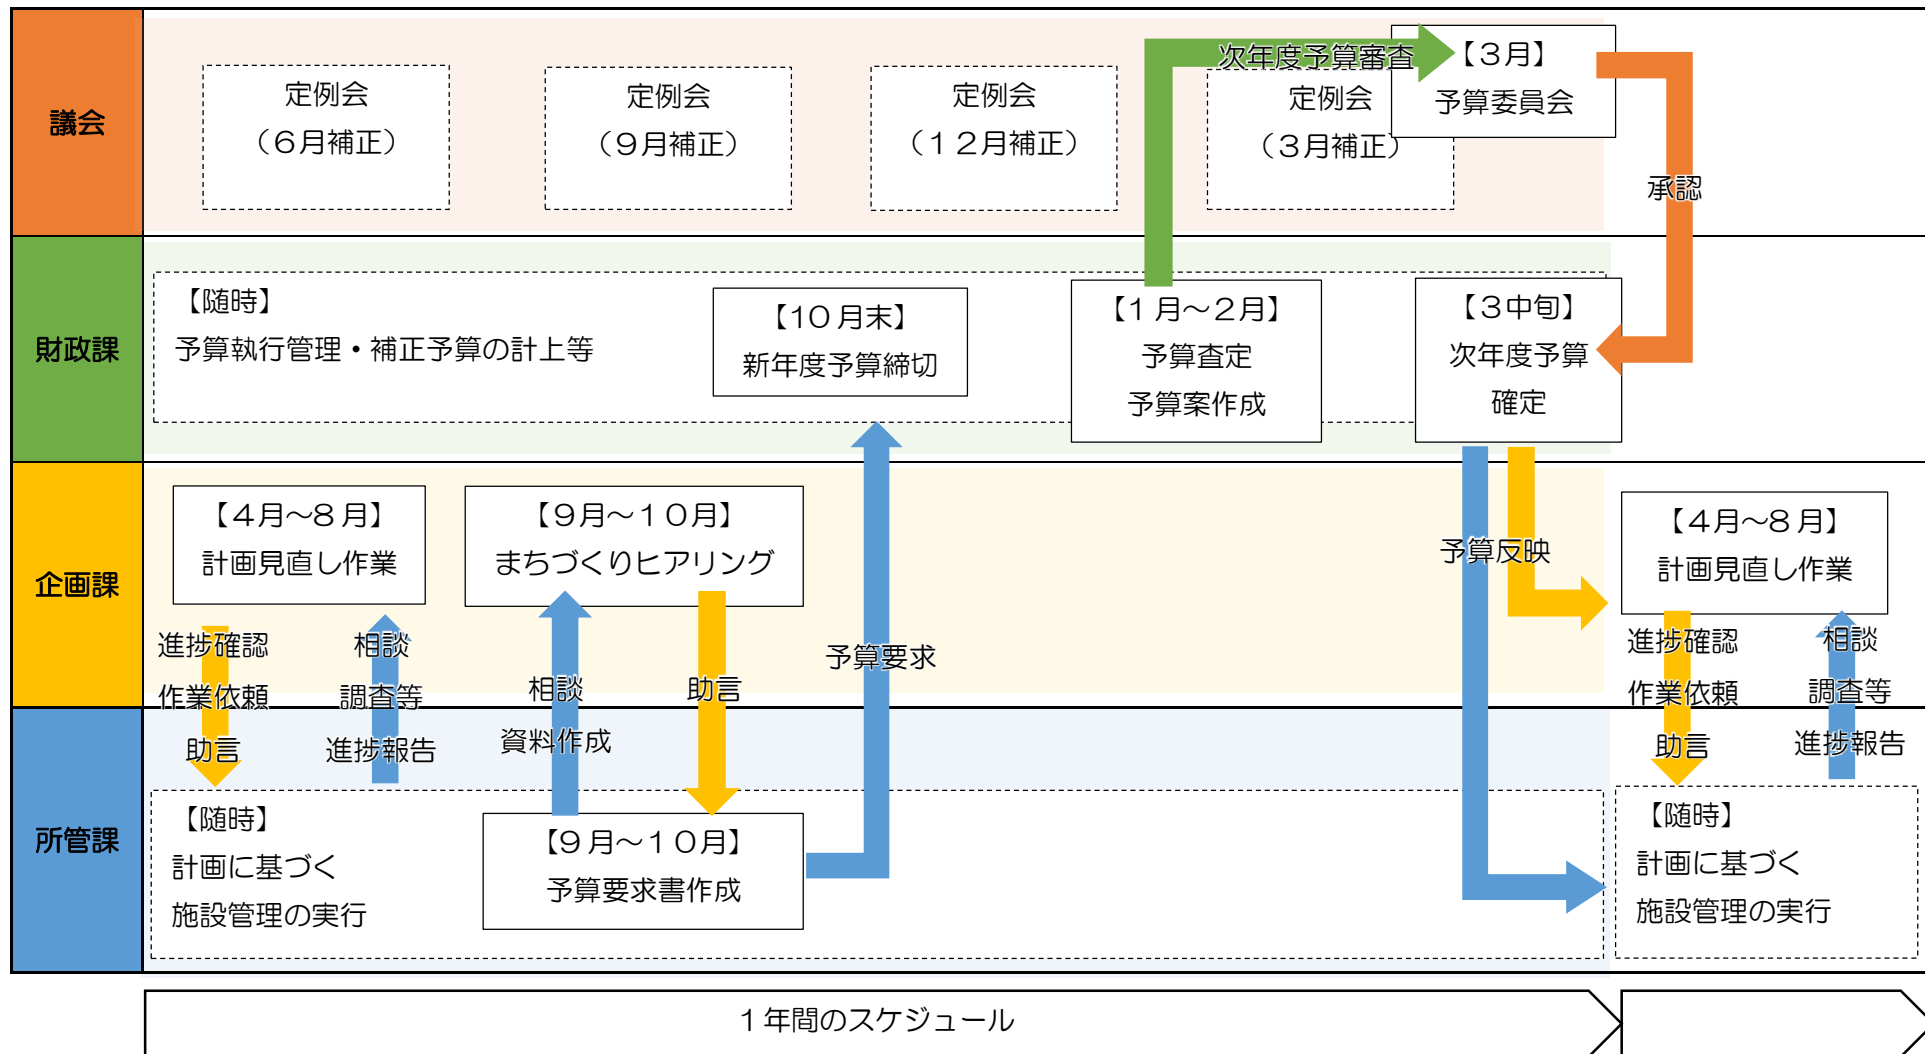 議会
定例会
（６月補正）
定例会
（９月補正）
定例会
（１２月補正）
定例会
（３月補正）
次年度予算審査
【３月】
予算委員会
承認
財政課
【随時】
予算執行管理・補正予算の計上等
【10月末】
新年度予算締切
【１月～２月】
予算査定
予算案作成
【３中旬】
次年度予算
確定
企画課
【４月～８月】
計画見直し作業
【９月～１０月】
まちづくりヒアリング
予算反映
【４月～８月】
計画見直し作業
進捗確認
作業依頼
助言
相談
調査等
進捗報告
相談
資料作成
助言
予算要求
進捗確認
作業依頼
助言
相談
調査等
進捗報告
所管課
【随時】
計画に基づく
施設管理の実行
【９月～１０月】
予算要求書作成
【随時】
計画に基づく
施設管理の実行
１年間のスケジュール